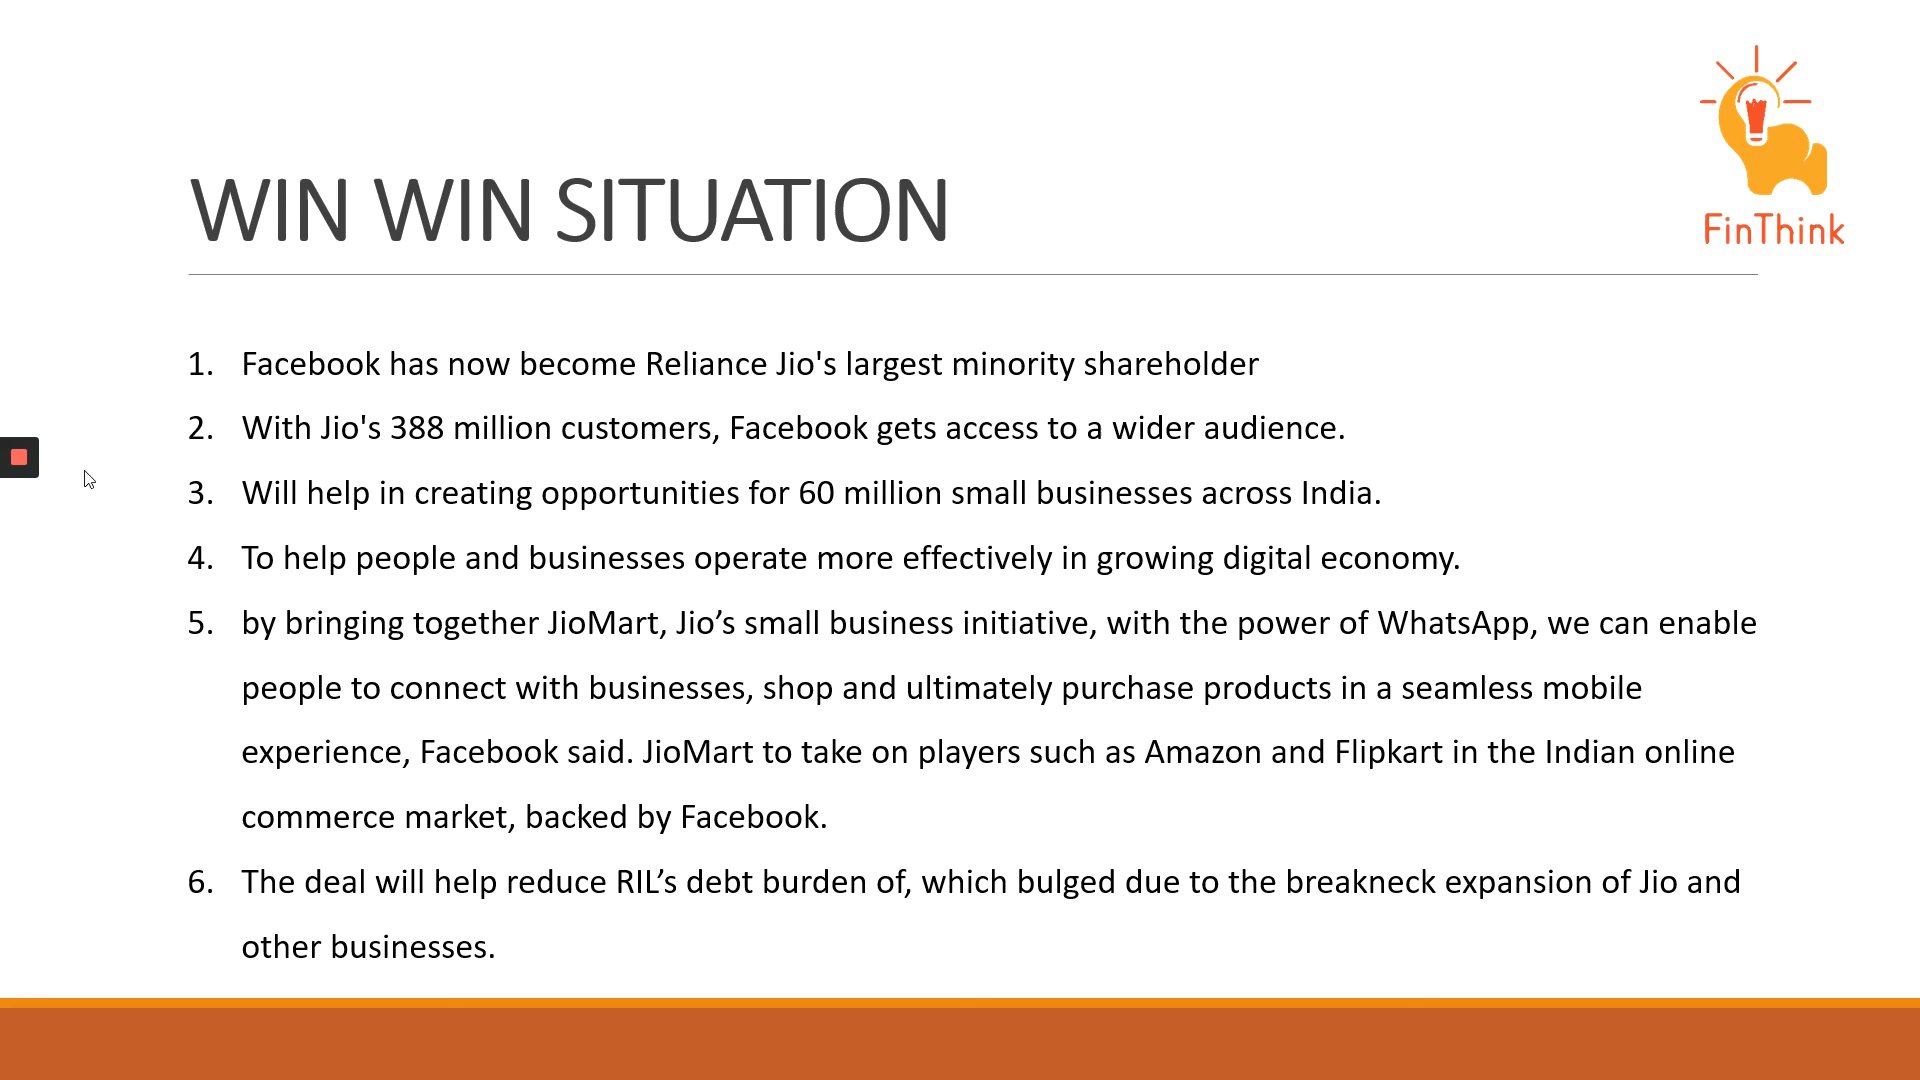 FinThink
WIN WIN SITUATION
1. Facebook has now become Reliance Jio's largest minority shareholder
2. With Jio's 388 million customers, Facebook gets access to a wider audience.
3. Will help in creating opportunities for 60 million small businesses across India.
4. To help people and businesses operate more effectively in growing digital economy.
5. by bringing together JioMart, Jio’s small business initiative, with the power of WhatsApp, we can enable
people to connect with businesses, shop and ultimately purchase products in a seamless mobile
experience, Facebook said. JioMart to take on players such as Amazon and Flipkart in the Indian online
commerce market, backed by Facebook.
6. The deal will help reduce RIL’s debt burden of, which bulged due to the breakneck expansion of Jio and
other businesses.